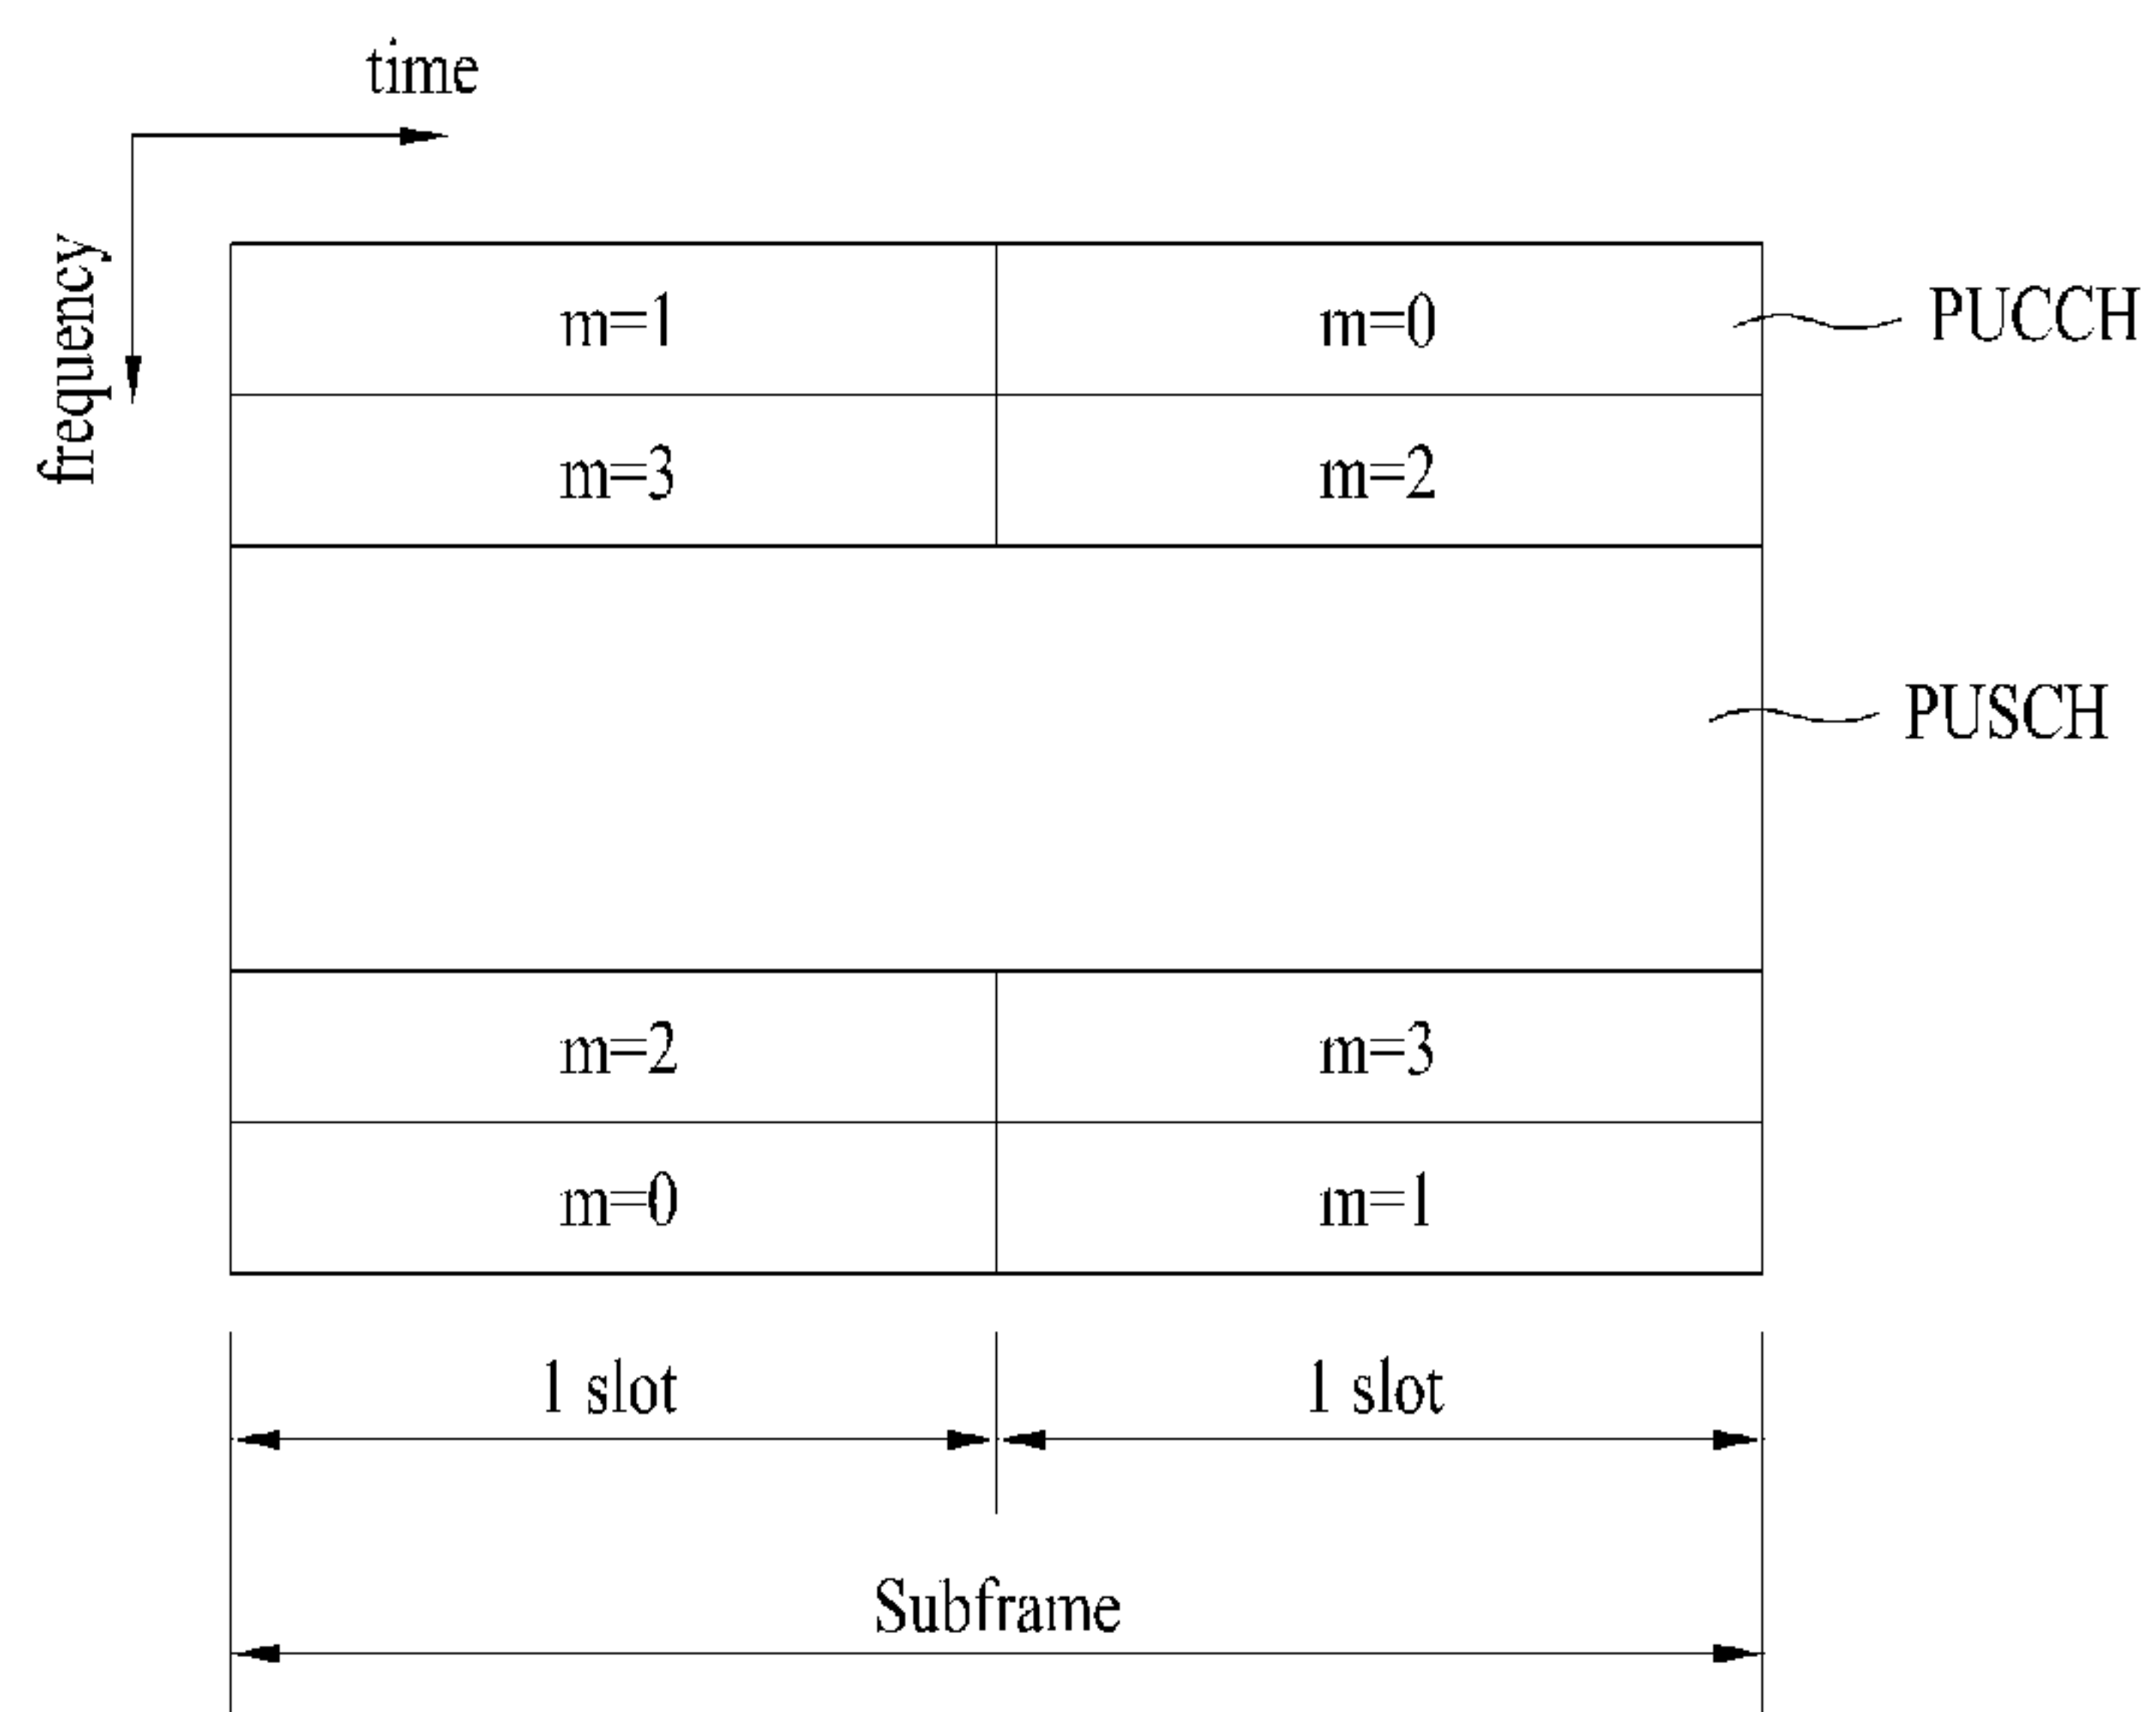 time
frequency
m=1 m=0 PUCCH
m=3 m=2
PUSCH
m=2 m=3
m=0 m=1
1 slot 1 slot
Subframe